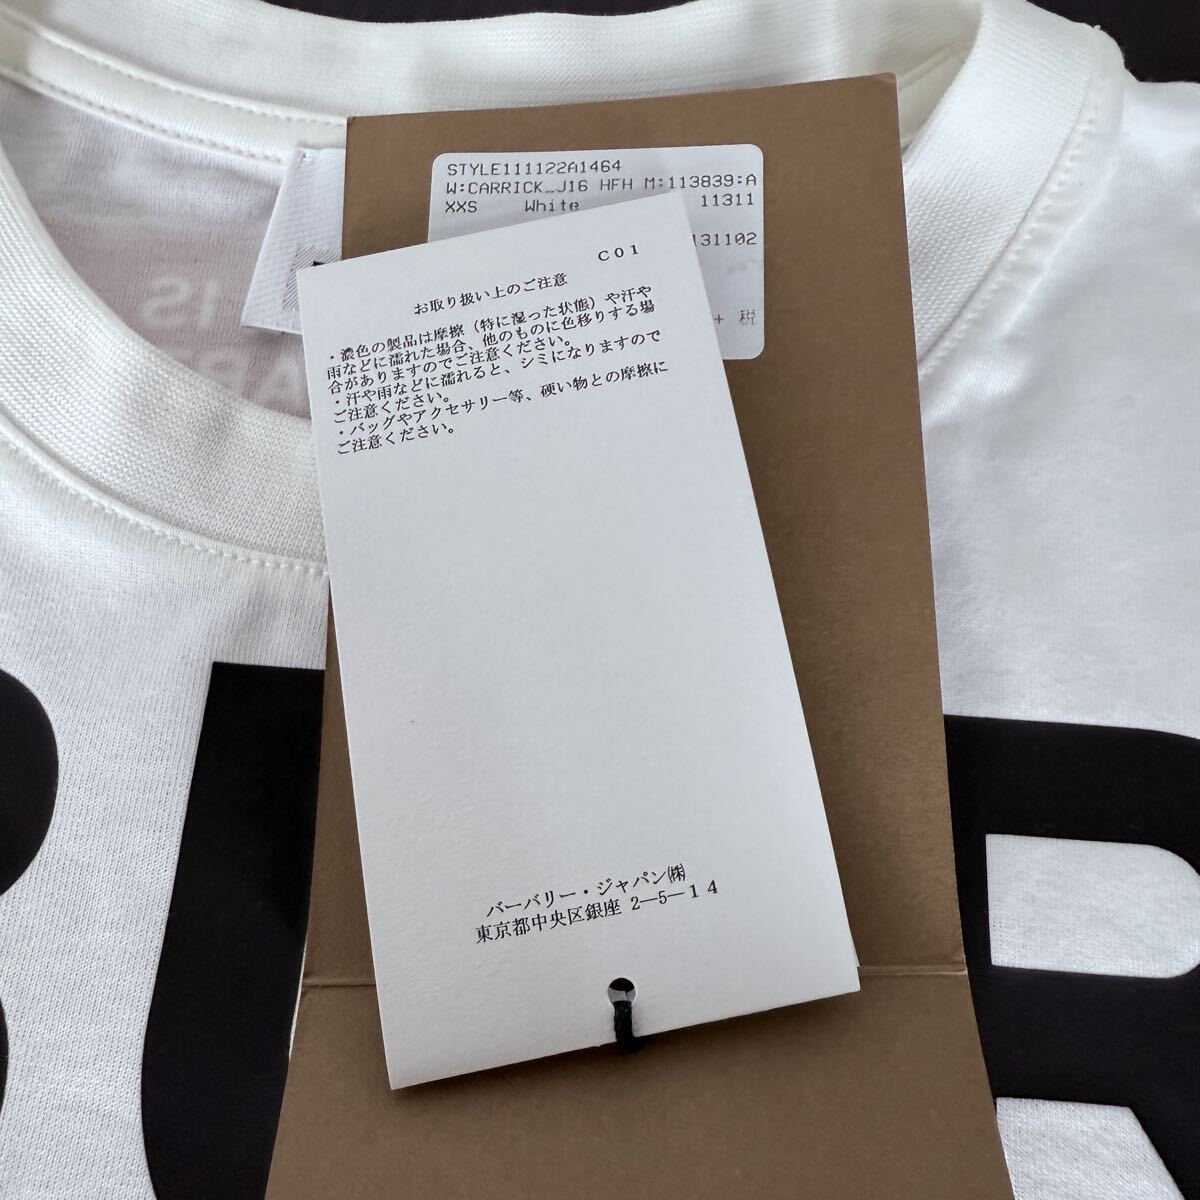 STYLE111122A1464
W:CARRICK_J16 HFH M:113839:A
XXS White 11311
131102
+ 税
C01
お取り扱い上のご注意
・濃色の製品は摩擦(特に湿った状態)や汗や
雨などに濡れた場合、他のものに色移りする場
合がありますのでご注意ください。
・汗や雨などに濡れると、シミになりますので
ご注意ください。
・バッグやアクセサリー等、硬い物との摩擦に
ご注意ください。
バーバリー・ジャパン㈱
東京都中央区銀座 2―5―14